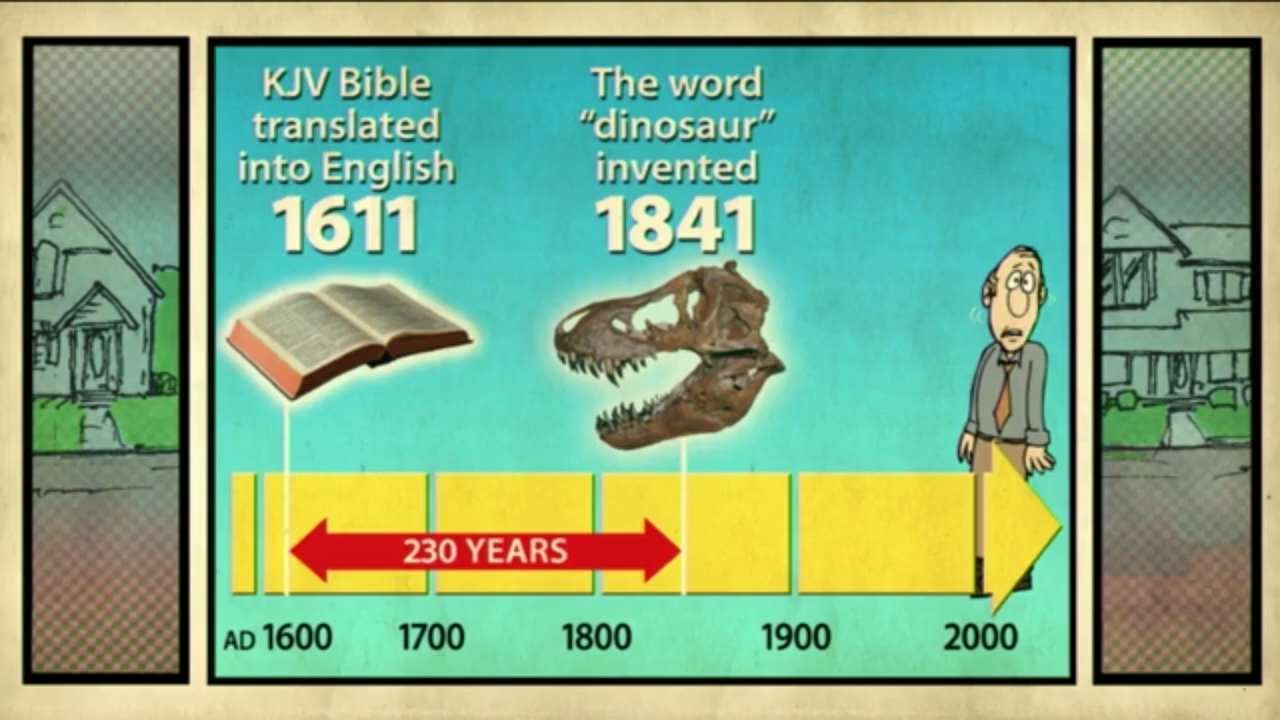 KJV Bible
translated
into English
1611
The word
“dinosaur”
invented
1841
230 YEARS
AD 1600 1700 1800 1900 2000